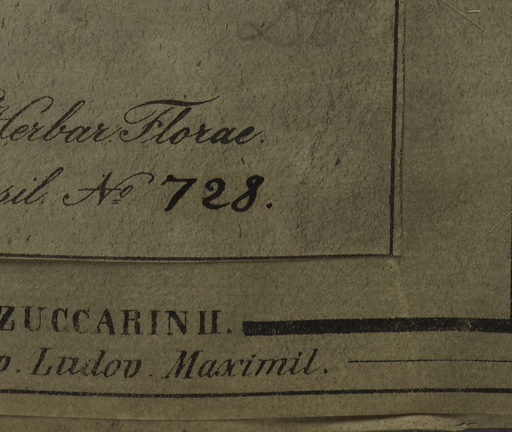 Herbar. Florae.
sil. No 728.
ZUCCARINII.
o. Ludov. Maximil.